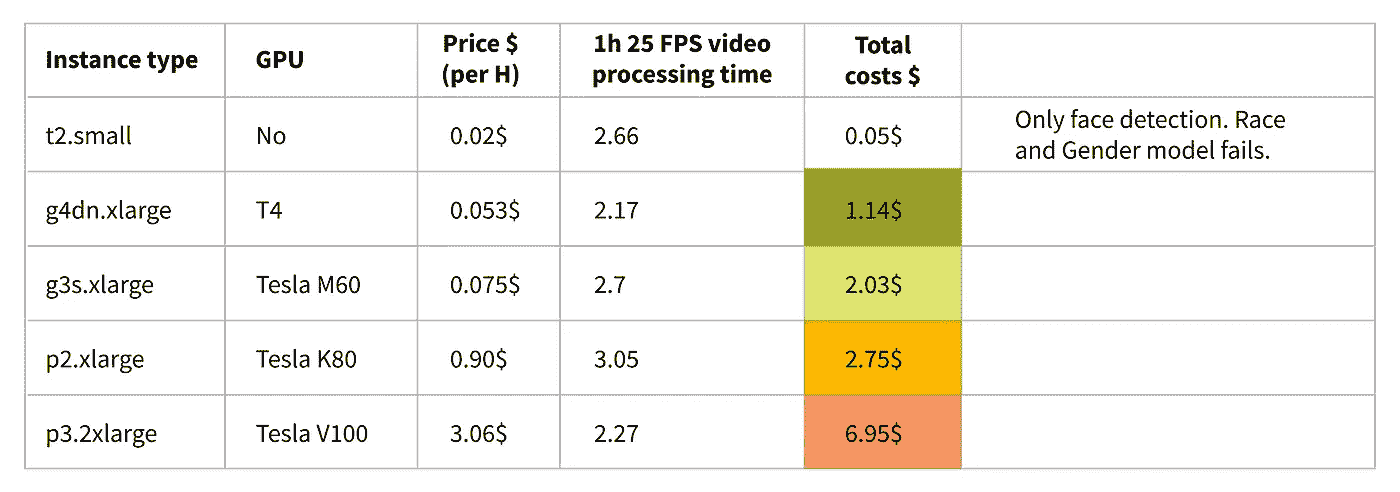 Instance type GPU Price $ (per H) 1h 25 FPS video processing time Total costs $
t2.small No 0.02$ 2.66 0.05$ Only face detection. Race and Gender model fails.
g4dn.xlarge T4 0.053$ 2.17 1.14$
g3s.xlarge Tesla M60 0.075$ 2.7 2.03$
p2.xlarge Tesla K80 0.90$ 3.05 2.75$
p3.2xlarge Tesla V100 3.06$ 2.27 6.95$